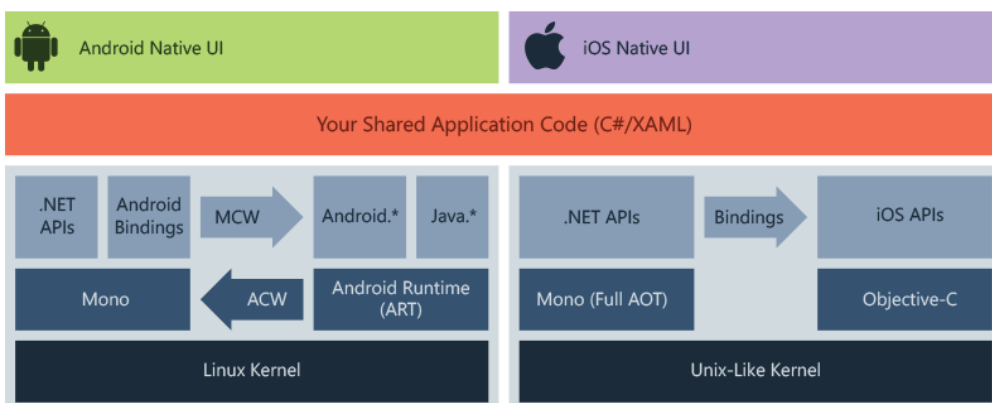 Android Native UI
iOS Native UI
Your Shared Application Code (C#/XAML)
.NET
APIs
Android
Bindings
MCW
Android.*
Java.*
.NET APIs
Bindings
iOS APIs
Mono
ACW
Android Runtime
(ART)
Mono (Full AOT)
Objective-C
Linux Kernel
Unix-Like Kernel